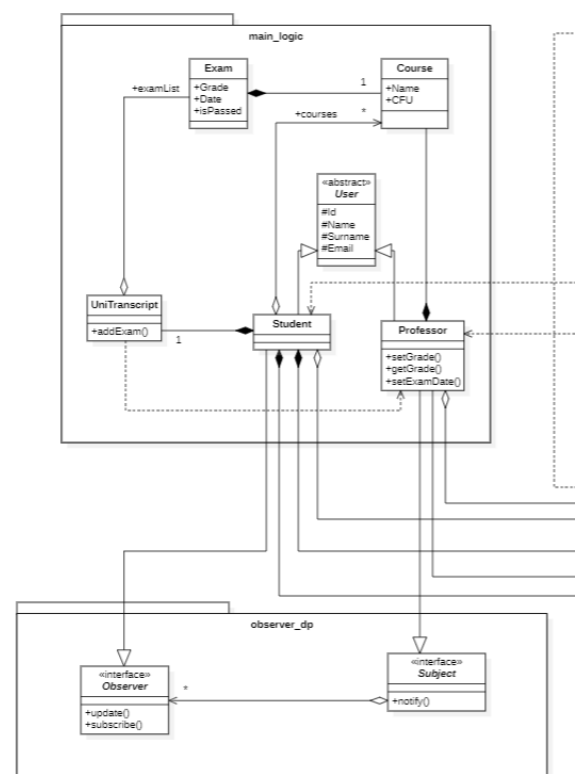 main_logic
Exam
+Grade
+Date
+isPassed
1
Course
+Name
+CFU
+examList
+courses
*
«abstract»
User
#Id
#Name
#Surname
#Email
UniTranscript
+addExam()
1
Student
Professor
+setGrade()
+getGrade()
+setExamDate()
observer_dp
«interface»
Observer
+update()
+subscribe()
*
«interface»
Subject
+notify()